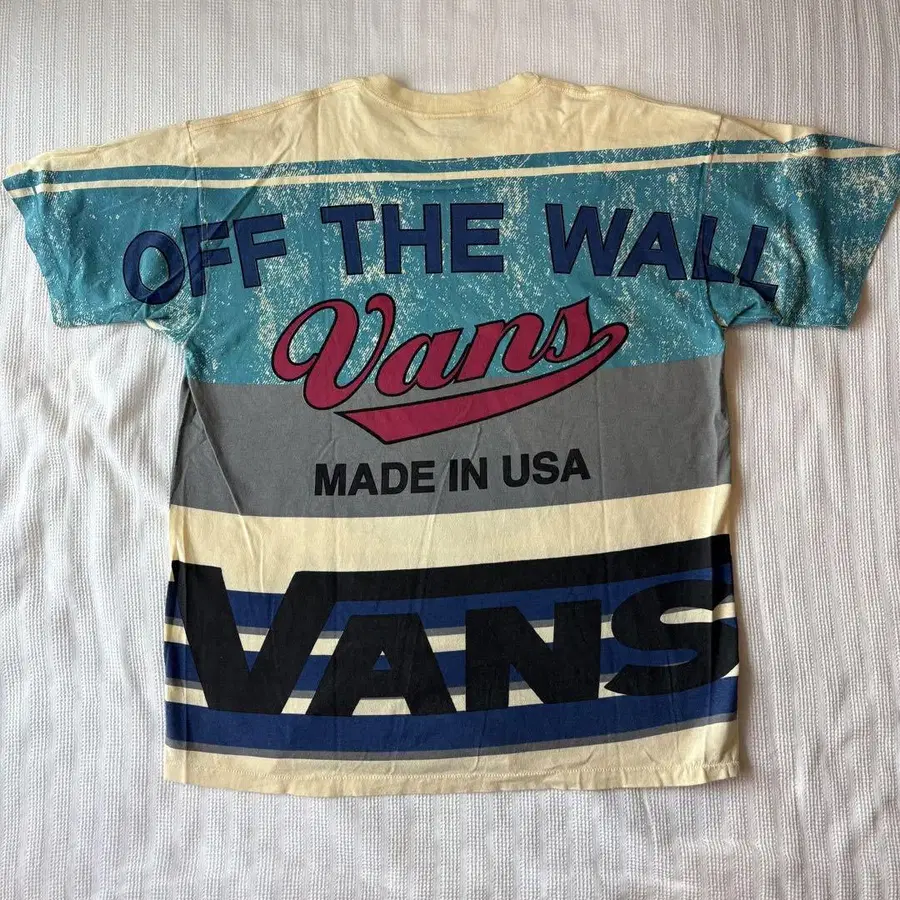 OFF THE WALL
Vans
MADE IN USA
VANS